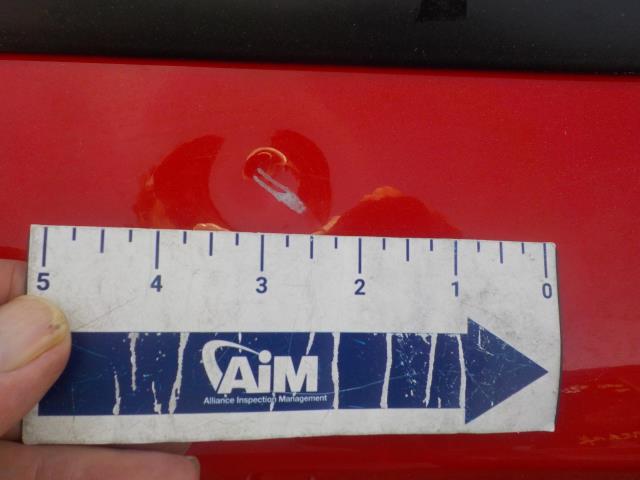 5 4 3 2 1 0
AiM
Alliance Inspection Management